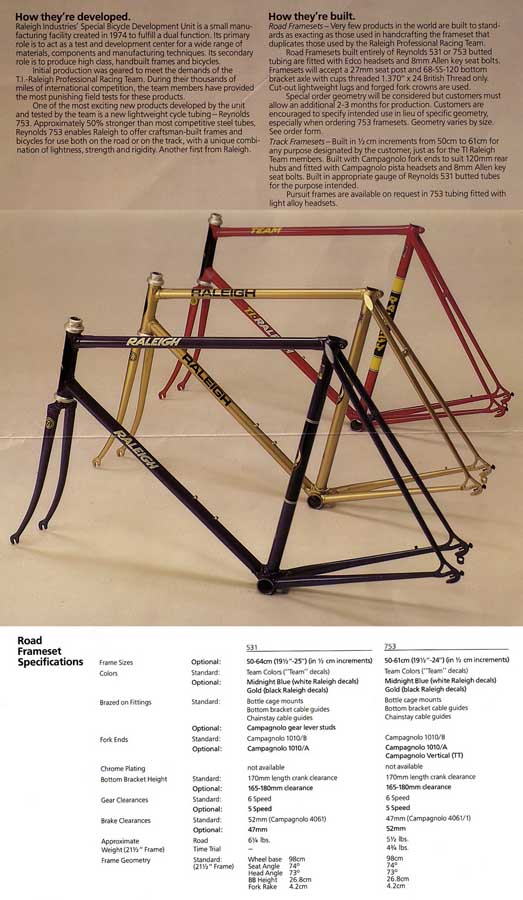 How they're developed.
Raleigh Industries' Special Bicycle Development Unit is a small manu-
facturing facility created in 1974 to fulfill a dual function. Its primary
role is to act as a test and development center for a wide range of
materials, components and manufacturing techniques. Its secondary
role is to produce high class, handbuilt frames and bicycles.
Initial production was geared to meet the demands of the
T.I.-Raleigh Professional Racing Team. During their thousands of
miles of international competition, the team members have provided
the most punishing field tests for these products.
One of the most exciting new products developed by the unit
and tested by the team is a new lightweight cycle tubing – Reynolds
753. Approximately 50% stronger than most competitive steel tubes,
Reynolds 753 enables Raleigh to offer craftsman-built frames and
bicycles for use both on the road or on the track, with a unique combi-
nation of lightness, strength and rigidity. Another first from Raleigh.
How they're built.
Road Framesets – Very few products in the world are built to stand-
ards as exacting as those used in handcrafting the frameset that
duplicates those used by the Raleigh Professional Racing Team.
Road Framesets built entirely of Reynolds 531 or 753 butted
tubing are fitted with Edco headsets and 8mm Allen key seat bolts.
Framesets will accept a 27mm seat post and 68-SS-120 bottom
bracket axle with cups threaded 1.370" x 24 British Thread only.
Cut-out lightweight lugs and forged fork crowns are used.
Special order geometry will be considered but customers must
allow an additional 2-3 months for production. Customers are
encouraged to specify intended use in lieu of specific geometry,
especially when ordering 753 framesets. Geometry varies by size.
See order form.
Track Framesets – Built in ½ cm increments from 50cm to 61cm for
any purpose designated by the customer, just as for the TI Raleigh
Team members. Built with Campagnolo fork ends to suit 120mm rear
hubs and fitted with Campagnolo pista headsets and 8mm Allen key
seat bolts. Built in appropriate gauge of Reynolds 531 butted tubes
for the purpose intended.
Pursuit frames are available on request in 753 tubing fitted with
light alloy headsets.
TEAM
RALEIGH
T.I.-RALEIGH
RALEIGH
RALEIGH
RALEIGH
Road
Frameset
Specifications
531 753
Frame Sizes Optional: 50-64cm (19½"-25") (in ½ cm increments) 50-61cm (19½"-24") (in ½ cm increments)
Colors Standard: Team Colors ("Team" decals) Team Colors ("Team" decals)
Optional: Midnight Blue (white Raleigh decals) Midnight Blue (white Raleigh decals)
Gold (black Raleigh decals) Gold (black Raleigh decals)
Brazed on Fittings Standard: Bottle cage mounts Bottle cage mounts
Bottom bracket cable guides Bottom bracket cable guides
Chainstay cable guides Chainstay cable guides
Optional: Campagnolo gear lever studs
Fork Ends Standard: Campagnolo 1010/B Campagnolo 1010/B
Optional: Campagnolo 1010/A Campagnolo 1010/A
Campagnolo Vertical (TT)
Chrome Plating not available not available
Bottom Bracket Height Standard: 170mm length crank clearance 170mm length crank clearance
Optional: 165-180mm clearance 165-180mm clearance
Gear Clearances Standard: 6 Speed 6 Speed
Optional: 5 Speed 5 Speed
Brake Clearances Standard: 52mm (Campagnolo 4061) 47mm (Campagnolo 4061/1)
Optional: 47mm 52mm
Approximate Road 6¼ lbs. 5½ lbs.
Weight (21½" Frame) Time Trial – 4¾ lbs.
Frame Geometry Standard: Wheel base 98cm 98cm
(21½" Frame) Seat Angle 74° 74°
Head Angle 73° 73°
BB Height 26.8cm 26.8cm
Fork Rake 4.2cm 4.2cm